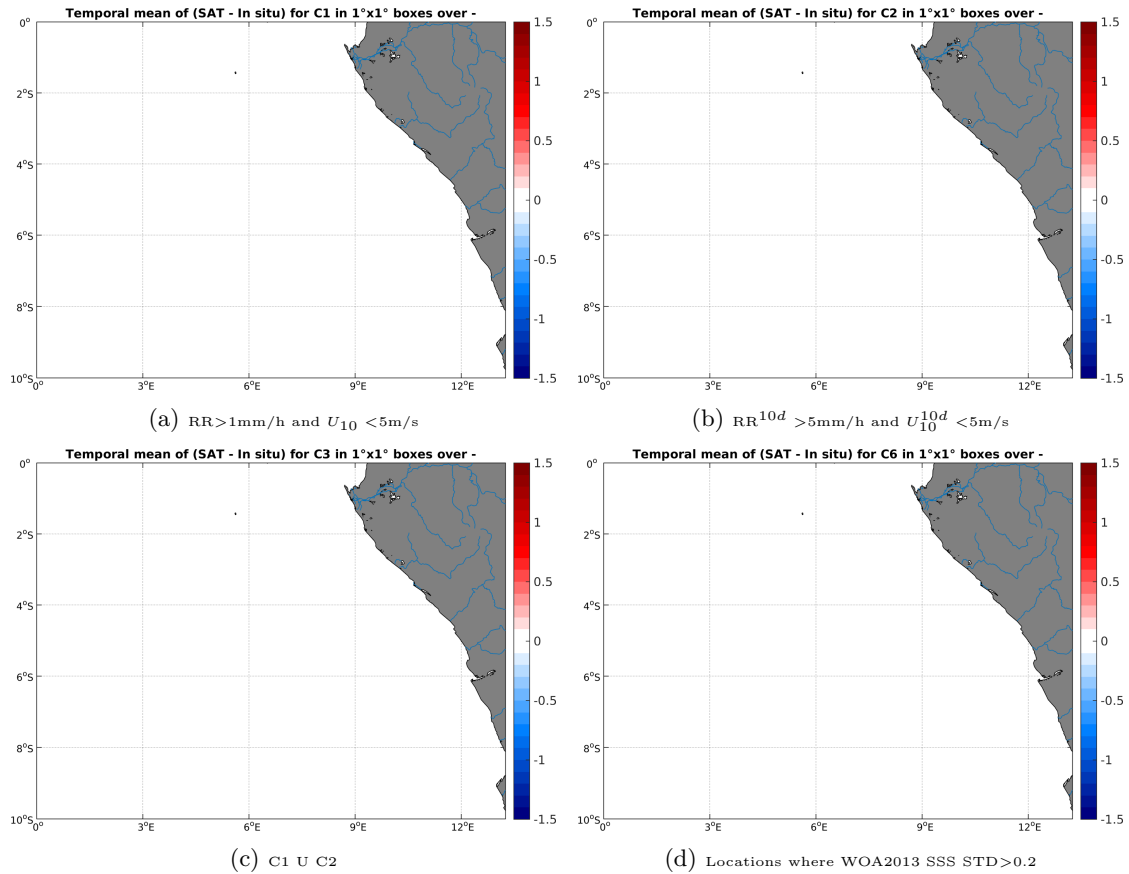 Temporal mean of (SAT - In situ) for C1 in 1°x1° boxes over -
0°
2°S
4°S
6°S
8°S
10°S
0°
3°E
6°E
9°E
12°E
1.5
1
0.5
0
-0.5
-1
-1.5
(a) RR>1mm/h and U10 <5m/s
Temporal mean of (SAT - In situ) for C2 in 1°x1° boxes over -
0°
2°S
4°S
6°S
8°S
10°S
0°
3°E
6°E
9°E
12°E
1.5
1
0.5
0
-0.5
-1
-1.5
(b) RR^10d >5mm/h and U_10^10d <5m/s
Temporal mean of (SAT - In situ) for C3 in 1°x1° boxes over -
0°
2°S
4°S
6°S
8°S
10°S
0°
3°E
6°E
9°E
12°E
1.5
1
0.5
0
-0.5
-1
-1.5
(c) C1 U C2
Temporal mean of (SAT - In situ) for C6 in 1°x1° boxes over -
0°
2°S
4°S
6°S
8°S
10°S
0°
3°E
6°E
9°E
12°E
1.5
1
0.5
0
-0.5
-1
-1.5
(d) Locations where WOA2013 SSS STD>0.2